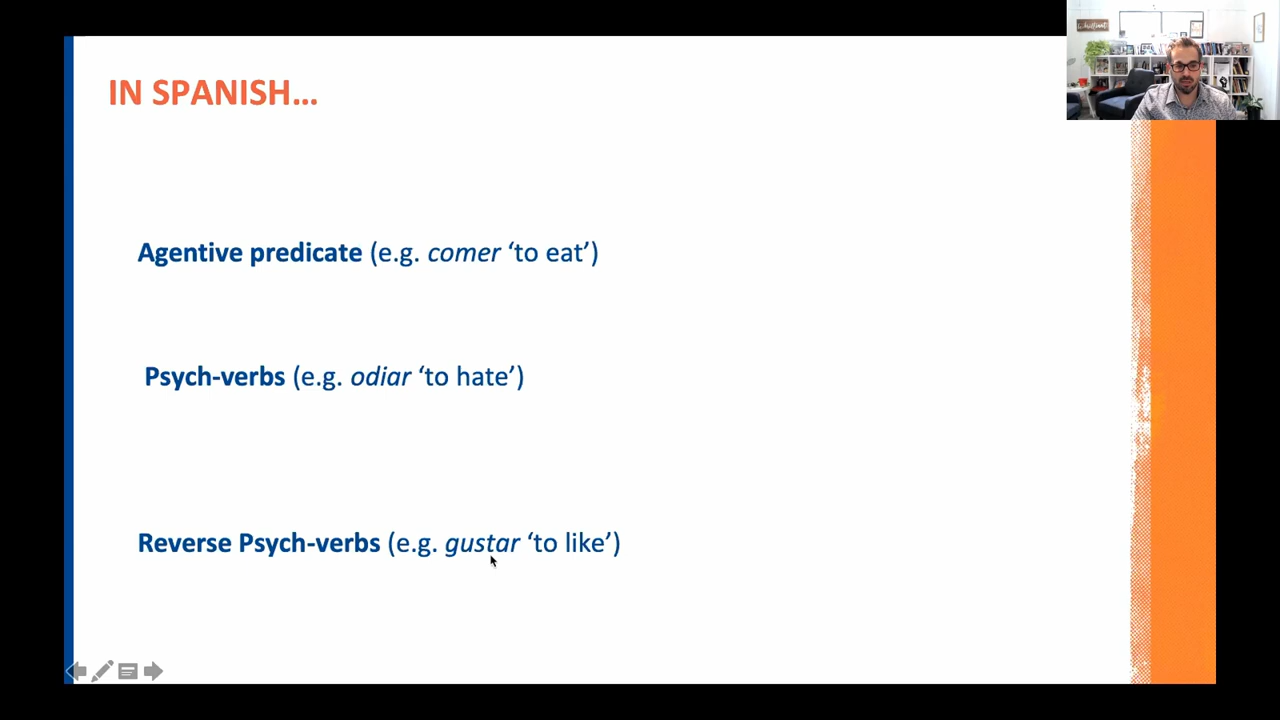 IN SPANISH...
Agentive predicate (e.g. comer ‘to eat’)
Psych-verbs (e.g. odiar ‘to hate’)
Reverse Psych-verbs (e.g. gustar ‘to like’)